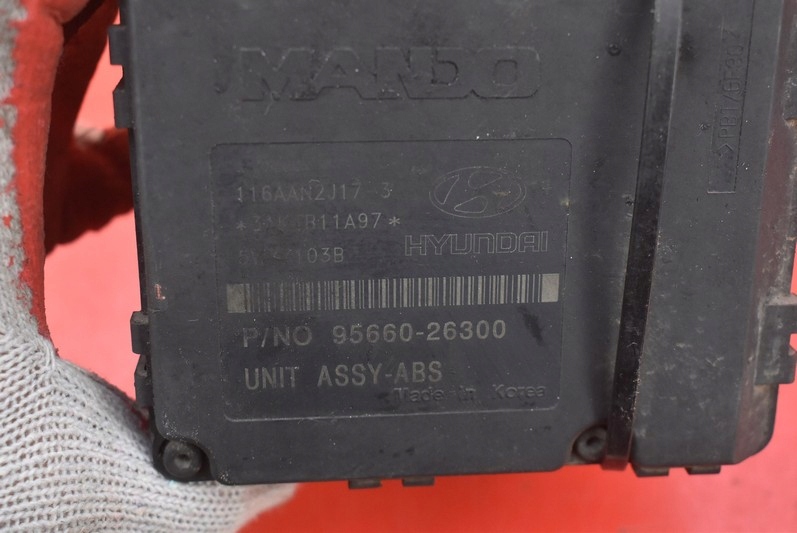 MANDO
116AAN2J17 3
HYUNDAI
P/NO 95660-26300
UNIT ASSY-ABS
Made in Korea